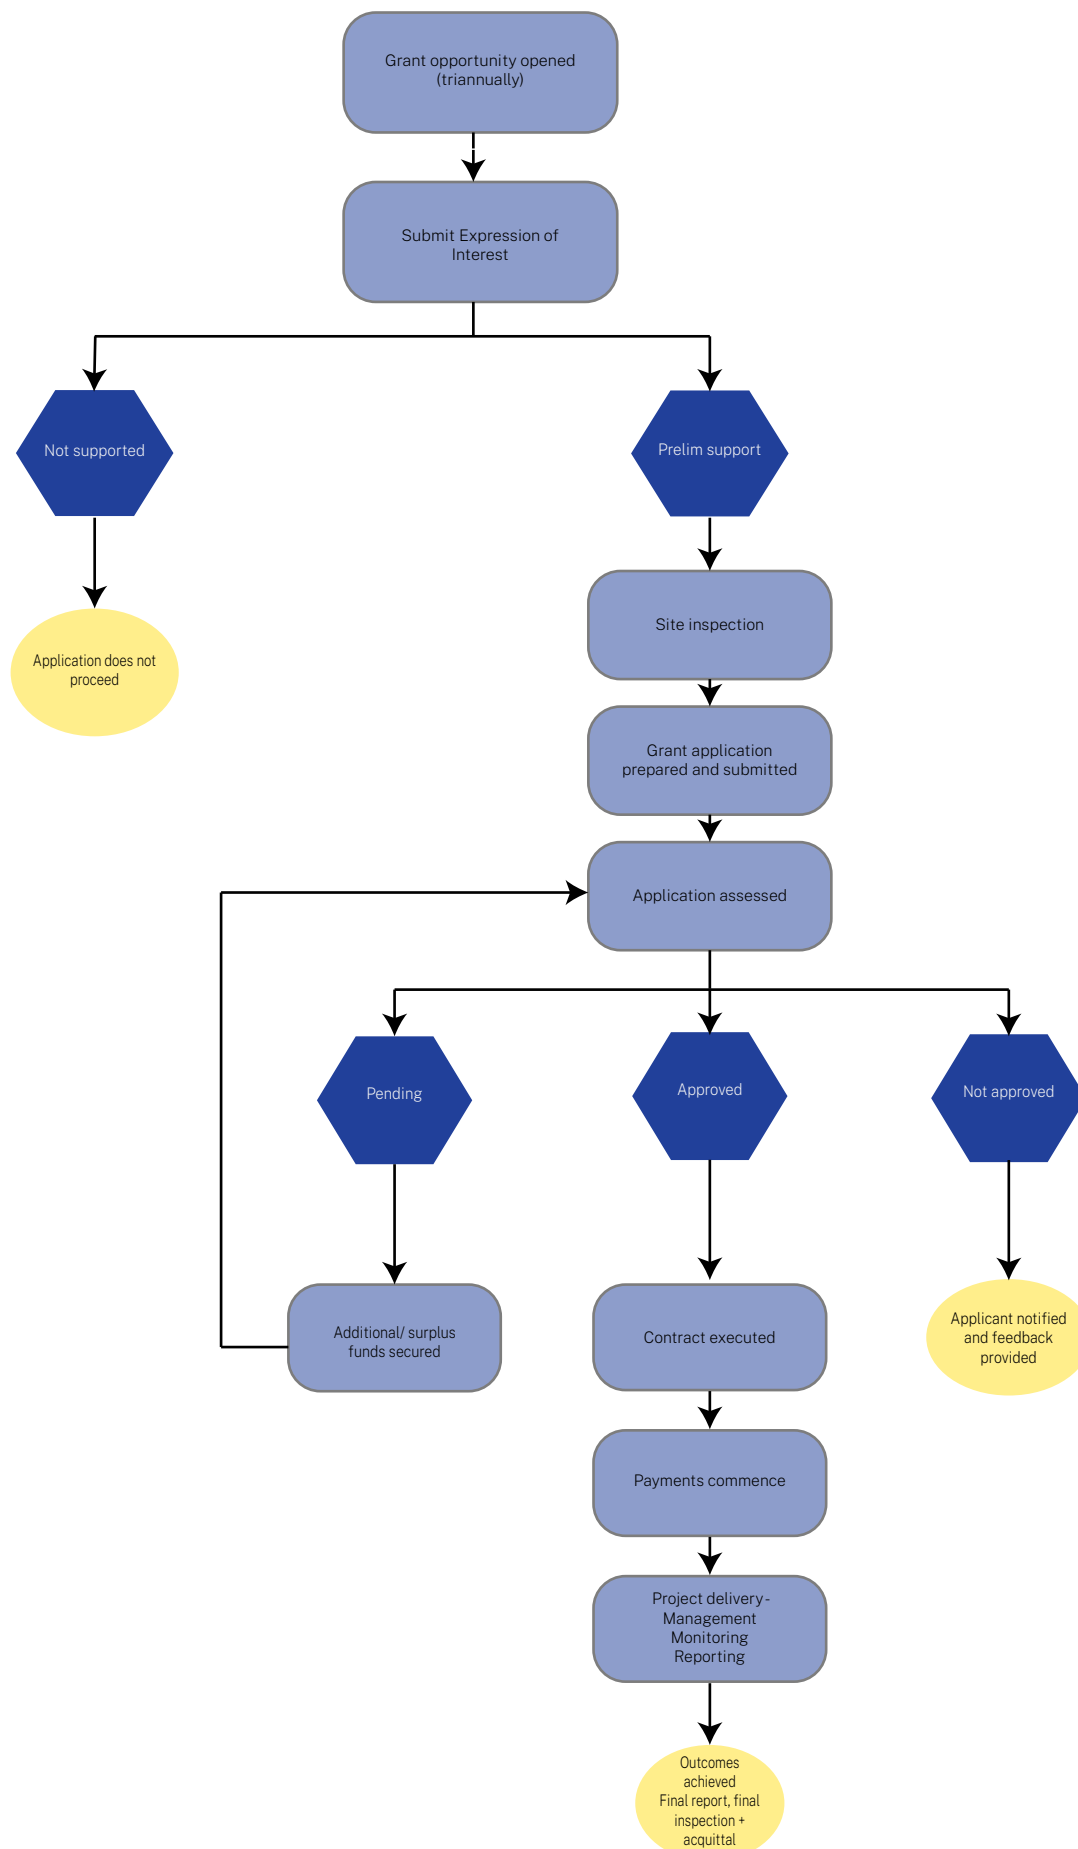 Grant opportunity opened
(triannually)
Submit Expression of
Interest
Not supported
Prelim support
Application does not
proceed
Site inspection
Grant application
prepared and submitted
Application assessed
Pending
Approved
Not approved
Additional/ surplus
funds secured
Contract executed
Applicant notified
and feedback
provided
Payments commence
Project delivery-
Management
Monitoring
Reporting
Outcomes
achieved
Final report, final
inspection +
acquittal